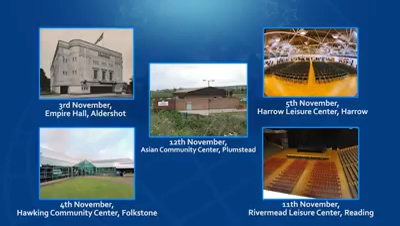 3rd November,
Empire Hall, Aldershot
5th November,
Harrow Leisure Center, Harrow
12th November,
Asian Community Center, Plumstead
4th November,
Hawking Community Center, Folkstone
11th November,
Rivermead Leisure Center, Reading